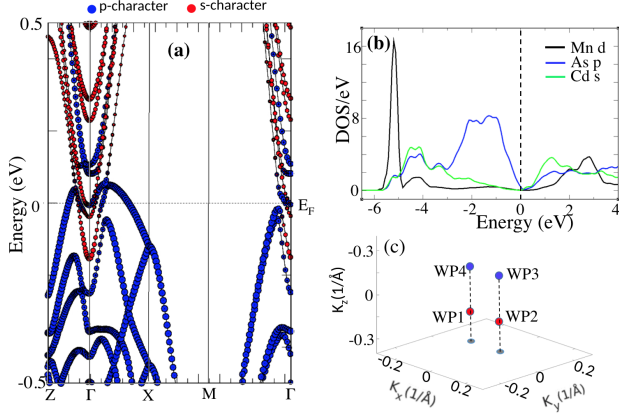 p-character s-character
0.5
(a)
Energy (eV)
0
E_F
-0.5
Z Γ X M Γ
(b)
Mn d
As p
Cd s
DOS/eV
16
8
0
-6 -4 -2 0 2 4
Energy (eV)
(c)
-0.3
0
0.3
K_z(1/Å)
WP4 WP3
WP1 WP2
-0.2 0.2 -0.2 0.2
K_x(1/Å) K_y(1/Å)